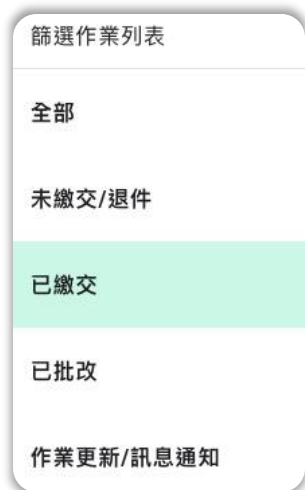 篩選作業列表
全部
未繳交/退件
已繳交
已批改
作業更新/訊息通知